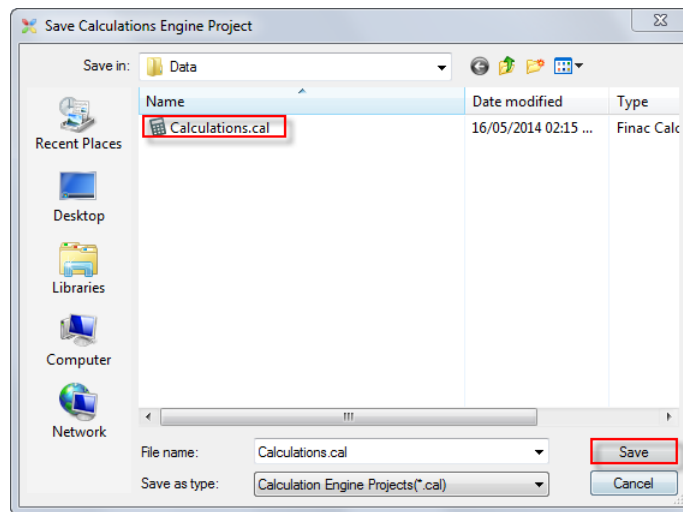 Save Calculations Engine Project
Save in: Data
Name Date modified Type
Calculations.cal 16/05/2014 02:15 ... Finac Calc
Recent Places
Desktop
Libraries
Computer
Network
File name: Calculations.cal Save
Save as type: Calculation Engine Projects(*.cal) Cancel